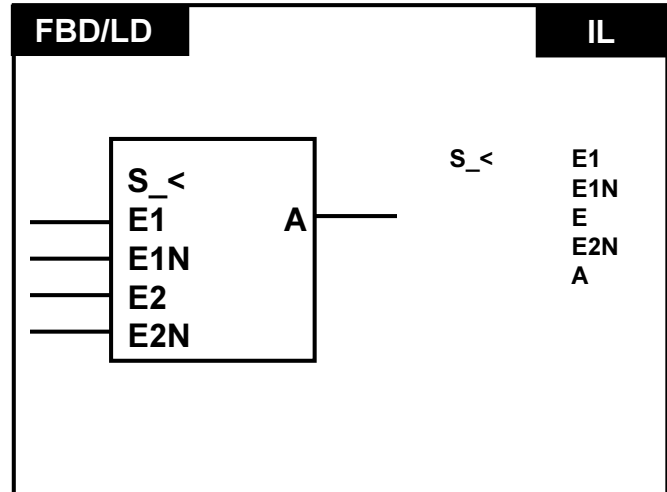 FBD/LD
IL
S_<
E1
A
E1N
E2
E2N
S_< E1
E1N
E
E2N
A